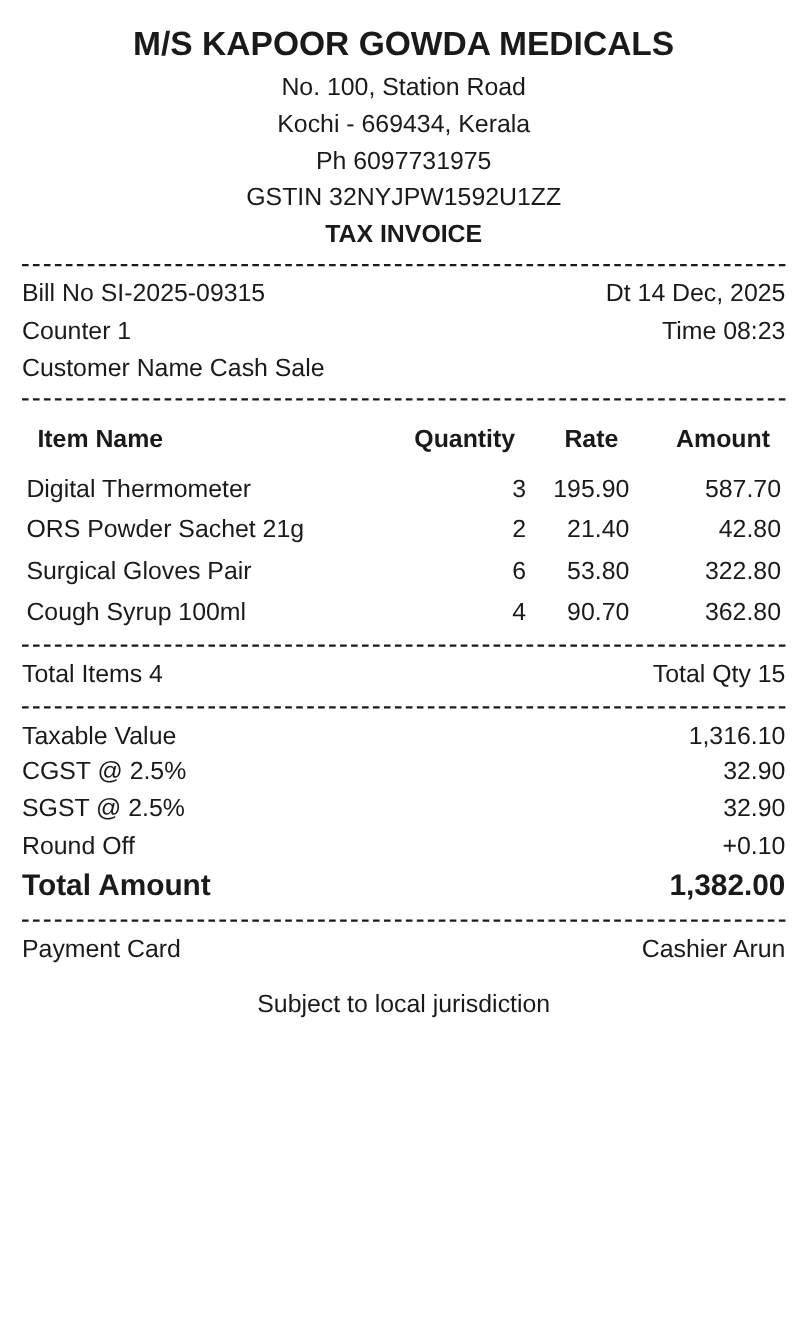 M/S KAPOOR GOWDA MEDICALS
No. 100, Station Road
Kochi - 669434, Kerala
Ph 6097731975
GSTIN 32NYJPW1592U1ZZ
TAX INVOICE
Bill No SI-2025-09315 Dt 14 Dec, 2025
Counter 1 Time 08:23
Customer Name Cash Sale
Item Name Quantity Rate Amount
Digital Thermometer 3 195.90 587.70
ORS Powder Sachet 21g 2 21.40 42.80
Surgical Gloves Pair 6 53.80 322.80
Cough Syrup 100ml 4 90.70 362.80
Total Items 4 Total Qty 15
Taxable Value 1,316.10
CGST @ 2.5% 32.90
SGST @ 2.5% 32.90
Round Off +0.10
Total Amount 1,382.00
Payment Card Cashier Arun
Subject to local jurisdiction